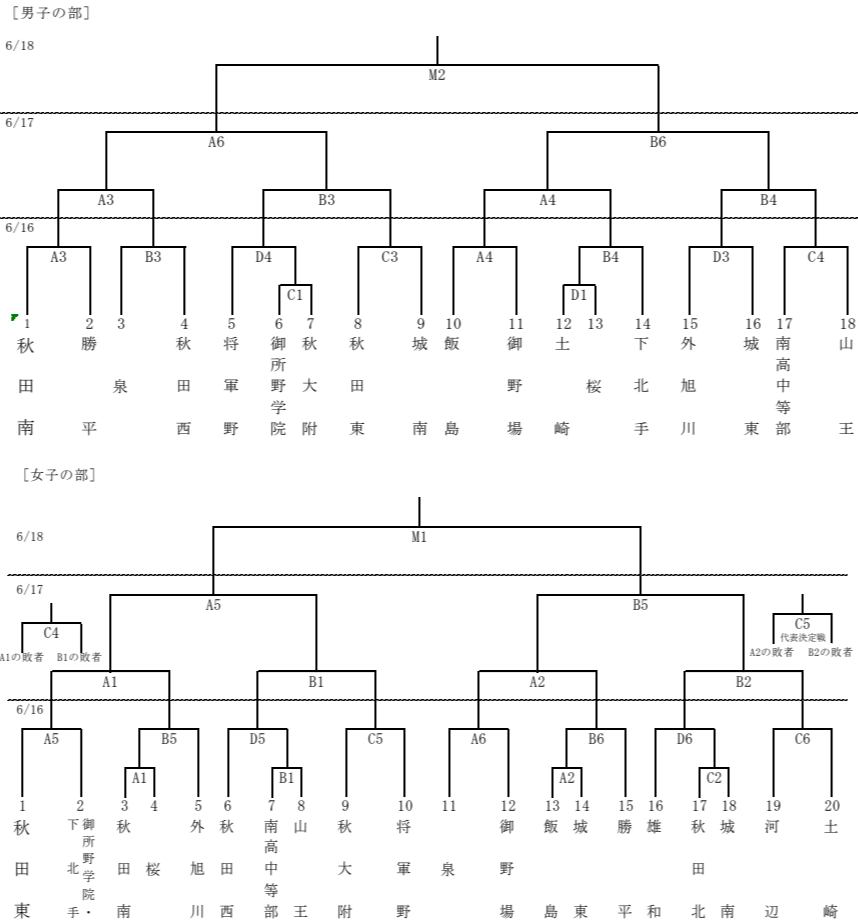 [男子の部]
6/18
M2
6/17
A6 B6
A3 B3 A4 B4
6/16
A3 B3 D4 C3 A4 B4 D3 C4
C1 D1
1 2 3 4 5 6 7 8 9 10 11 12 13 14 15 16 17 18
秋田南
勝平
泉
秋田西
将軍野
御所野学院
秋大附
秋田東
城南
飯島
御野場
土崎
桜
下北手
外旭川
城東
南高中等部
山王
[女子の部]
6/18
M1
6/17
A5 B5
C4
A1の敗者 B1の敗者
C5
代表決定戦
A2の敗者 B2の敗者
A1 B1 A2 B2
6/16
A5 B5 D5 C5 A6 B6 D6 C6
A1 B1 A2 C2
1 2 3 4 5 6 7 8 9 10 11 12 13 14 15 16 17 18 19 20
秋田東
御所野学院・
下北手
秋田南
桜
外旭川
秋田西
南高中等部
山王
秋大附
将軍野
泉
御野場
飯島
城東
勝平
雄和
秋田北
城南
河辺
土崎